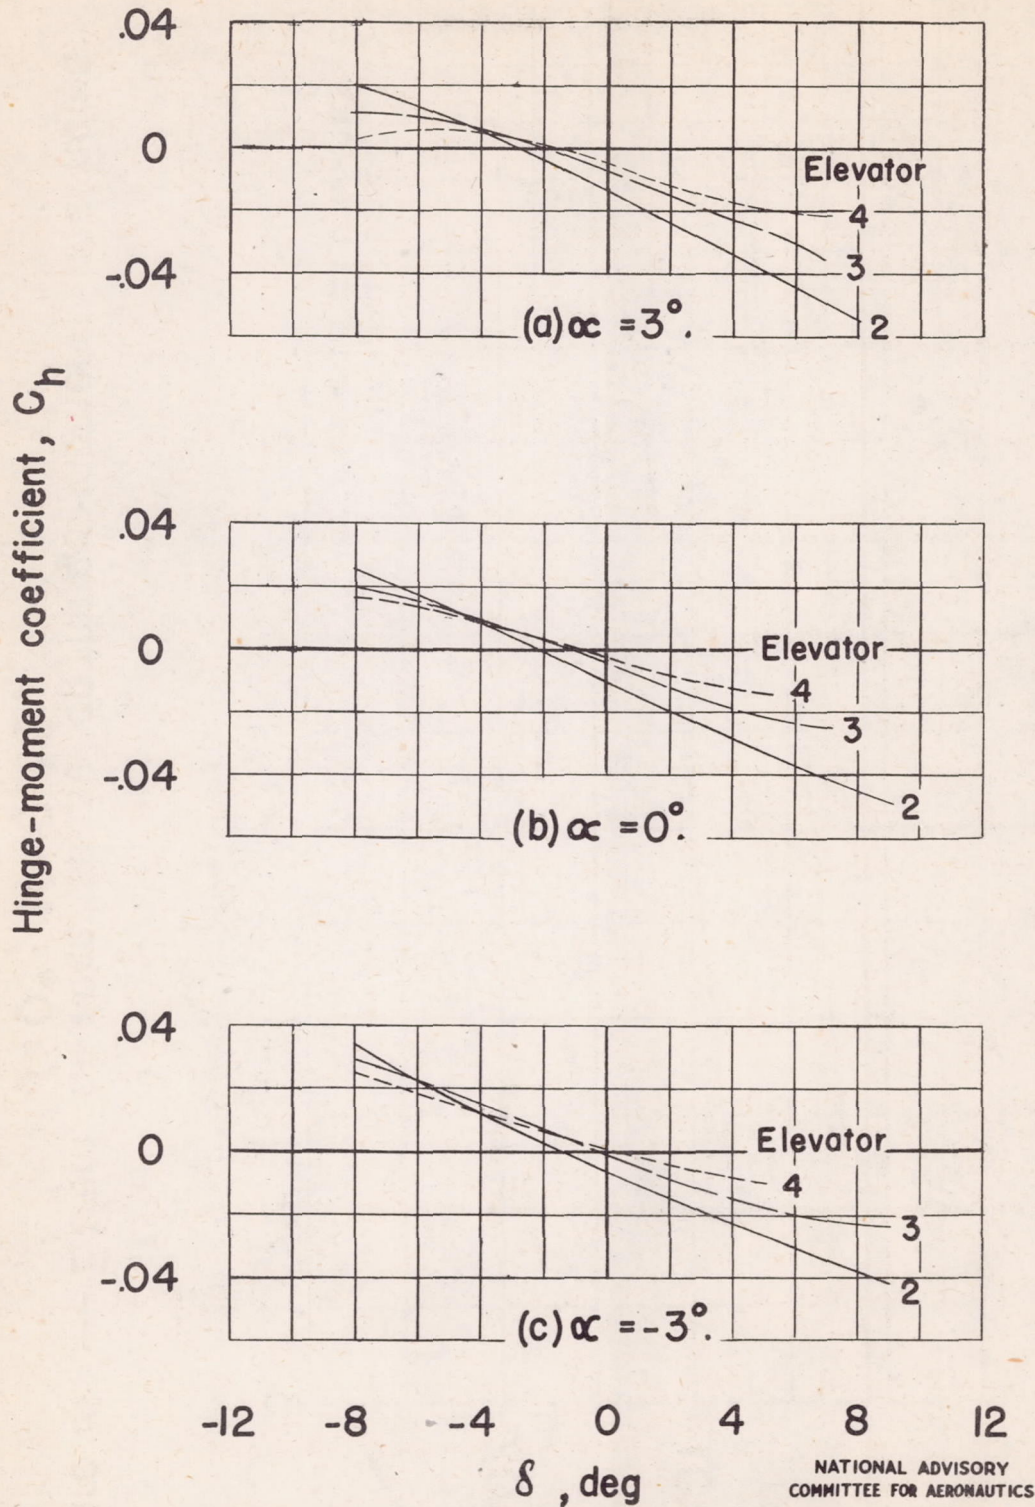 Hinge-moment coefficient, Ch
.04
0
-.04
Elevator
4
3
2
(a) ∝ = 3°.
.04
0
-.04
Elevator
4
3
2
(b) ∝ = 0°.
.04
0
-.04
Elevator
4
3
2
(c) ∝ = -3°.
-12 -8 -4 0 4 8 12
δ, deg
NATIONAL ADVISORY
COMMITTEE FOR AERONAUTICS